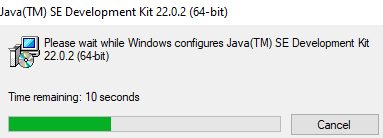 Java(TM) SE Development Kit 22.0.2 (64-bit)
Please wait while Windows configures Java(TM) SE Development Kit
22.0.2 (64-bit)
Time remaining: 10 seconds
Cancel